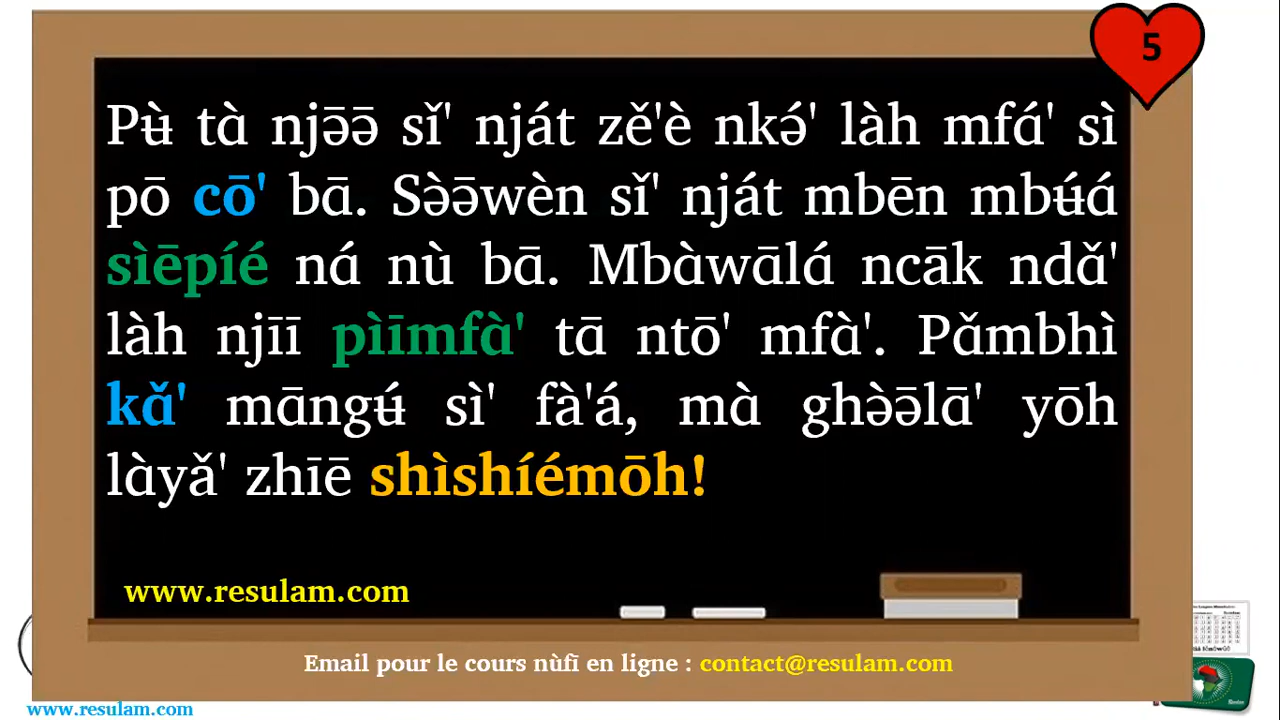 5
Pʉ̀ tà njə̄ə̄ sǐ' nját zě'è nkə́' làh mfá' sì
pō cō' bā. Sə̀ə̄wèn sǐ' nját mbēn mbʉ́á
sìēpíé ná nù bā. Mbàwālá ncāk ndǎ'
làh njīī pìīmfà' tā ntō' mfà'. Pǎmbhì
kǎ' māngʉ́ sì' fà'á, mà ghə̀ə̄lā' yōh
làyǎ' zhīē shìshíémōh!
www.resulam.com
Email pour le cours nùfī en ligne : contact@resulam.com
www.resulam.com